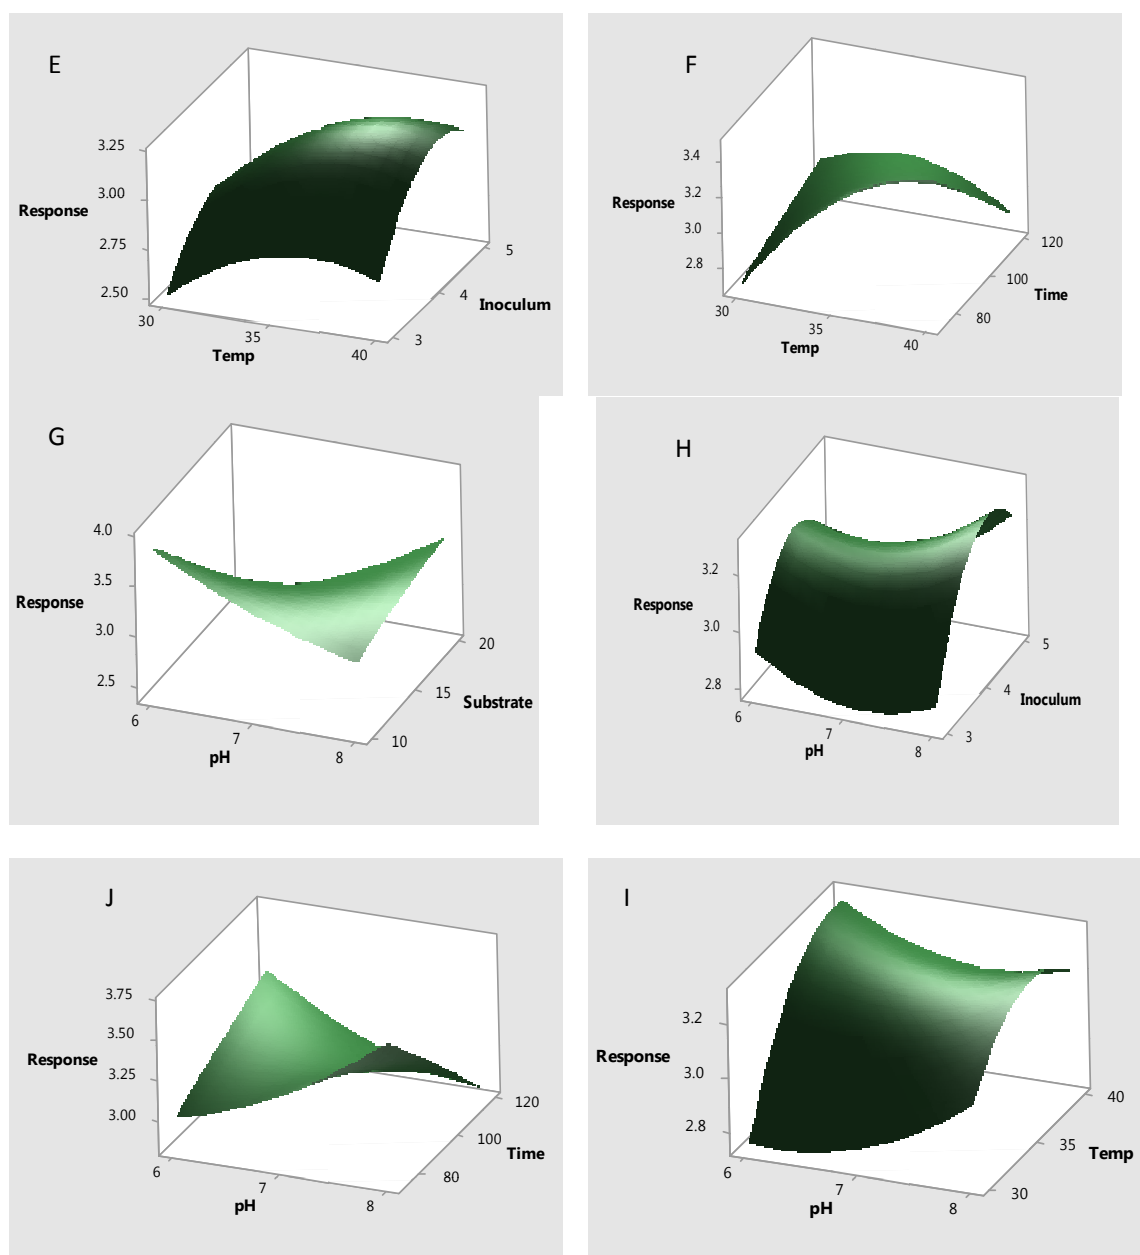 E
3.25
3.00
Response
2.75
2.50
30
35
40
Temp
3
4
5
Inoculum
F
3.4
3.2
Response
3.0
2.8
30
35
40
Temp
80
100
120
Time
G
4.0
3.5
Response
3.0
2.5
6
7
8
pH
10
15
20
Substrate
H
3.2
Response
3.0
2.8
6
7
8
pH
3
4
5
Inoculum
J
3.75
3.50
Response
3.25
3.00
6
7
8
pH
80
100
120
Time
I
3.2
Response
3.0
2.8
6
7
8
pH
30
35
40
Temp